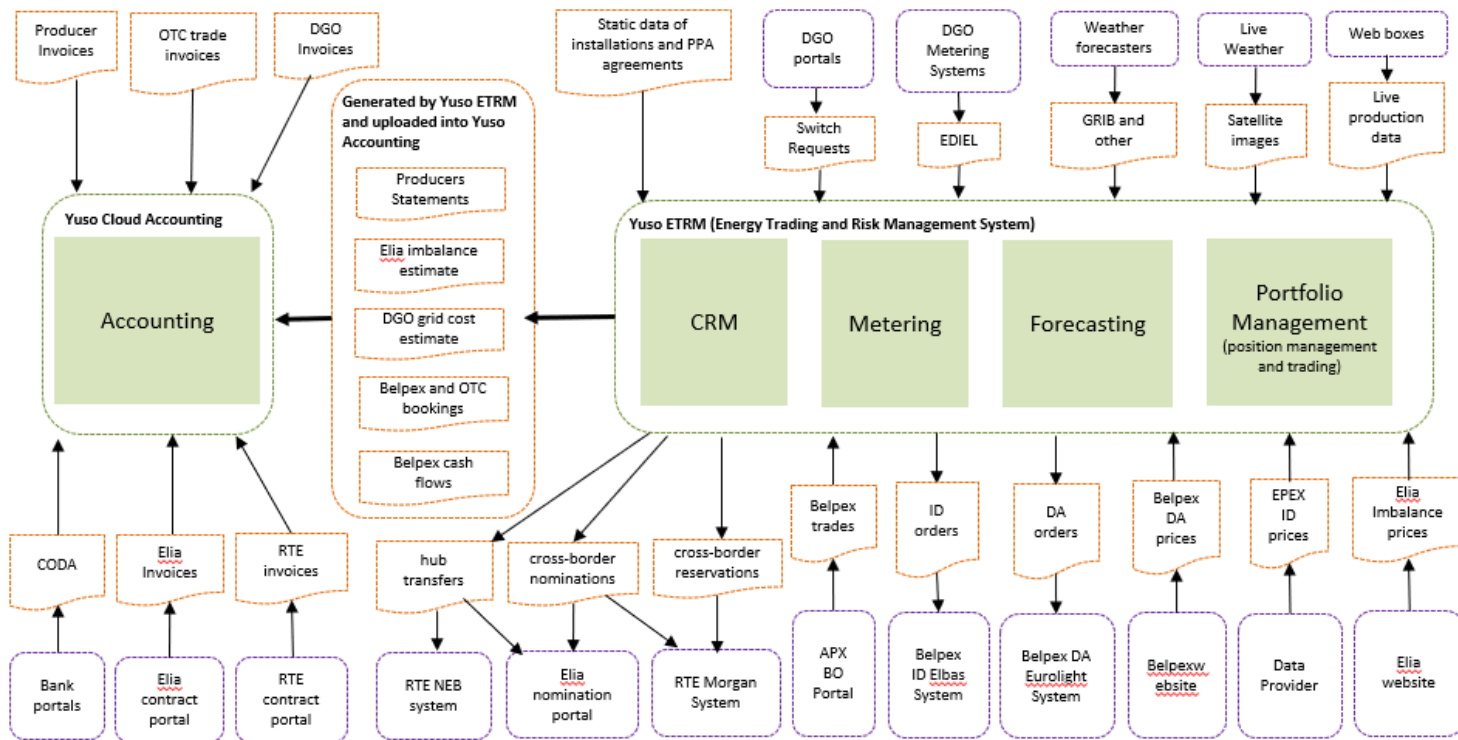 Producer
Invoices
OTC trade
invoices
DGO
Invoices
Static data of
installations and PPA
agreements
DGO
portals
DGO
Metering
Systems
Weather
forecasters
Live
Weather
Web boxes
Switch
Requests
EDIEL
GRIB and
other
Satellite
images
Live
production
data
Generated by Yuso ETRM
and uploaded into Yuso
Accounting
Producers
Statements
Elia imbalance
estimate
DGO grid cost
estimate
Belpex and OTC
bookings
Belpex cash
flows
Yuso Cloud Accounting
Accounting
Yuso ETRM (Energy Trading and Risk Management System)
CRM
Metering
Forecasting
Portfolio
Management
(position management
and trading)
CODA
Elia
Invoices
RTE
invoices
hub
transfers
cross-border
nominations
cross-border
reservations
Belpex
trades
ID
orders
DA
orders
Belpex
DA
prices
EPEX
ID
prices
Elia
Imbalance
prices
Bank
portals
Elia
contract
portal
RTE
contract
portal
RTE NEB
system
Elia
nomination
portal
RTE Morgan
System
APX
BO
Portal
Belpex
ID Elbas
System
Belpex DA
Eurolight
System
Belpexw
ebsite
Data
Provider
Elia
website